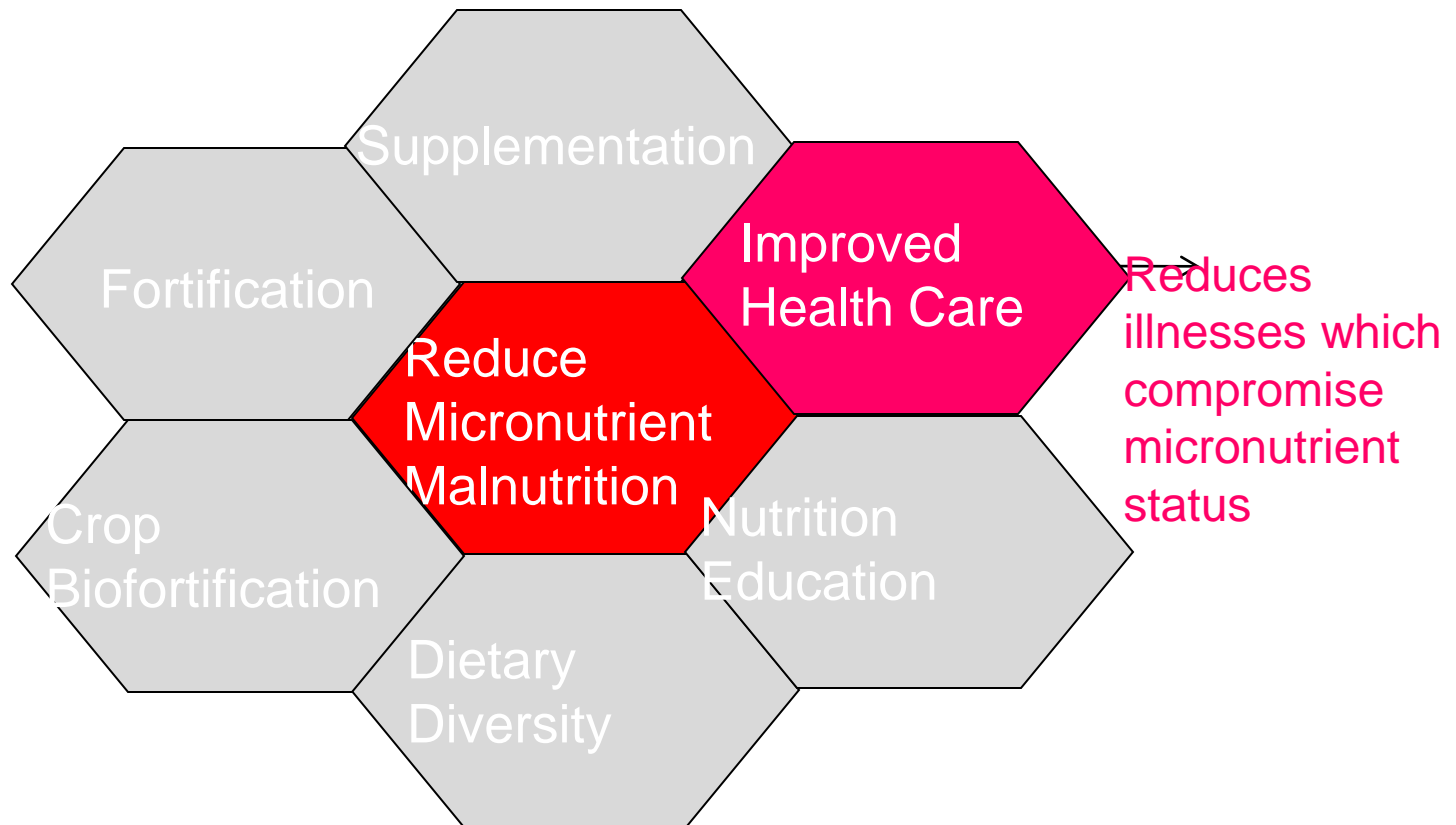 Supplementation
Fortification
Improved
Health Care
Reduces
illnesses which
compromise
micronutrient
status
Reduce
Micronutrient
Malnutrition
Crop
Biofortification
Nutrition
Education
Dietary
Diversity